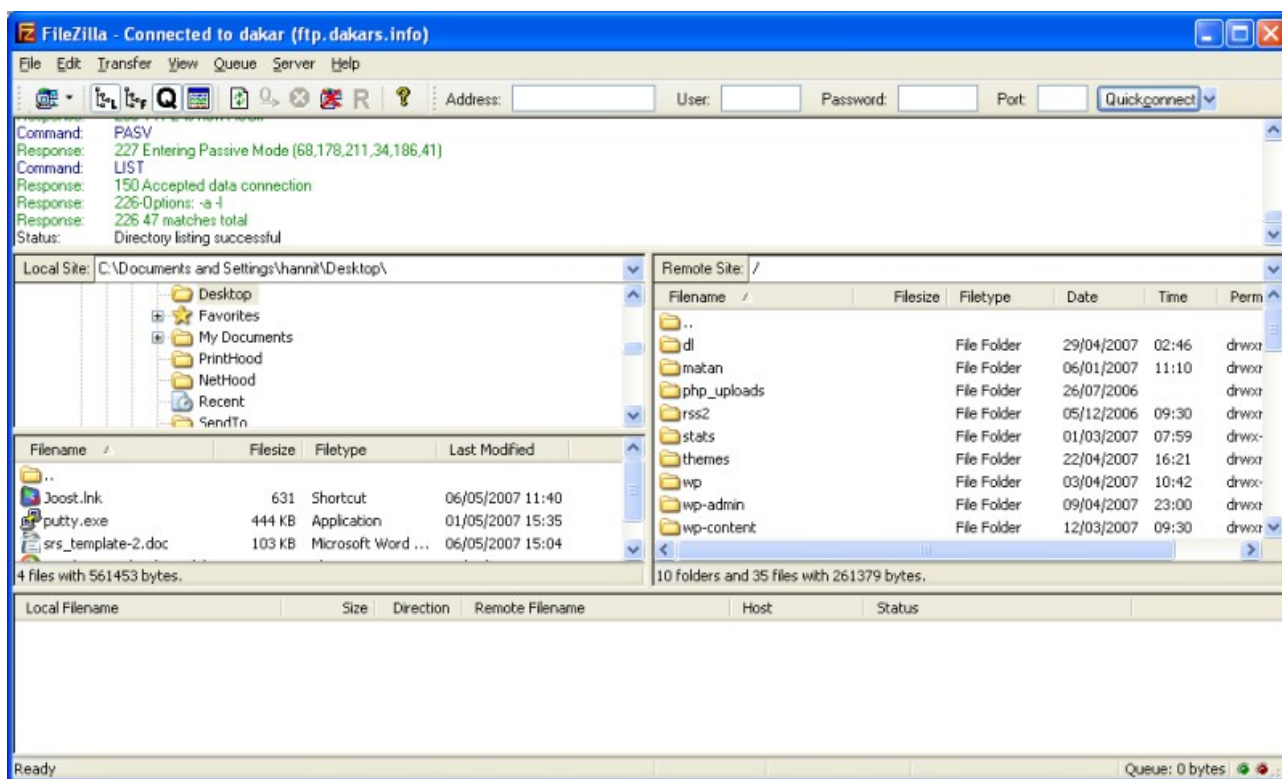 FileZilla - Connected to dakar (ftp.dakars.info)
File Edit Transfer View Queue Server Help
Address: User: Password: Port: Quickconnect
Command: PASV
Response: 227 Entering Passive Mode (68,178,211,34,186,41)
Command: LIST
Response: 150 Accepted data connection
Response: 226-Options: -a -l
Response: 226 47 matches total
Status: Directory listing successful
Local Site: C:\Documents and Settings\hannit\Desktop\
Desktop
Favorites
My Documents
PrintHood
NetHood
Recent
SendTo
Filename Filesize Filetype Last Modified
..
Joost.lnk 631 Shortcut 06/05/2007 11:40
putty.exe 444 KB Application 01/05/2007 15:35
srs_template-2.doc 103 KB Microsoft Word ... 06/05/2007 15:04
4 files with 561453 bytes.
Remote Site: /
Filename Filesize Filetype Date Time Perm
..
dl File Folder 29/04/2007 02:46 drwxr
matan File Folder 06/01/2007 11:10 drwxr
php_uploads File Folder 26/07/2006 drwxr
rss2 File Folder 05/12/2006 09:30 drwxr
stats File Folder 01/03/2007 07:59 drwx-
themes File Folder 22/04/2007 16:21 drwxr
wp File Folder 03/04/2007 10:42 drwx-
wp-admin File Folder 09/04/2007 23:00 drwxr
wp-content File Folder 12/03/2007 09:30 drwxr
10 folders and 35 files with 261379 bytes.
Local Filename Size Direction Remote Filename Host Status
Ready Queue: 0 bytes